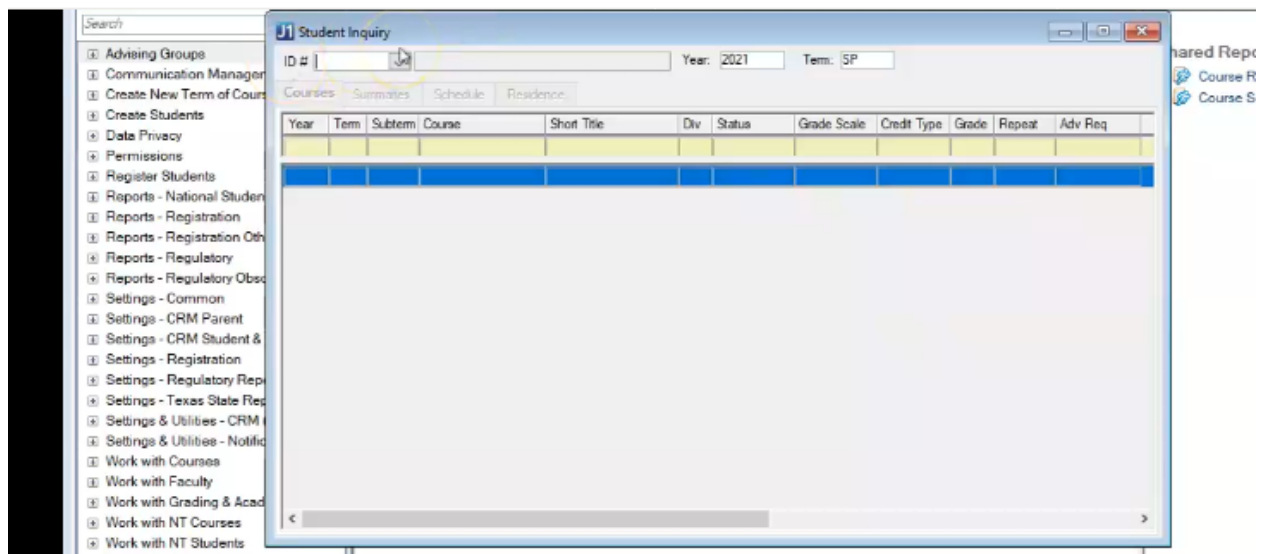 Search
Advising Groups
Communication Manager
Create New Term of Cours
Create Students
Data Privacy
Permissions
Register Students
Reports - National Studen
Reports - Registration
Reports - Registration Oth
Reports - Regulatory
Reports - Regulatory Obso
Settings - Common
Settings - CRM Parent
Settings - CRM Student &
Settings - Registration
Settings - Regulatory Rep
Settings - Texas State Rep
Settings & Utilities - CRM
Settings & Utilities - Notific
Work with Courses
Work with Faculty
Work with Grading & Acad
Work with NT Courses
Work with NT Students
J1 Student Inquiry
ID # Year: 2021 Term: SP
Courses Summaries Schedule Residence
Year Term Subterm Course Short Title Div Status Grade Scale Credit Type Grade Repeat Adv Req
hared Repo
Course R
Course S